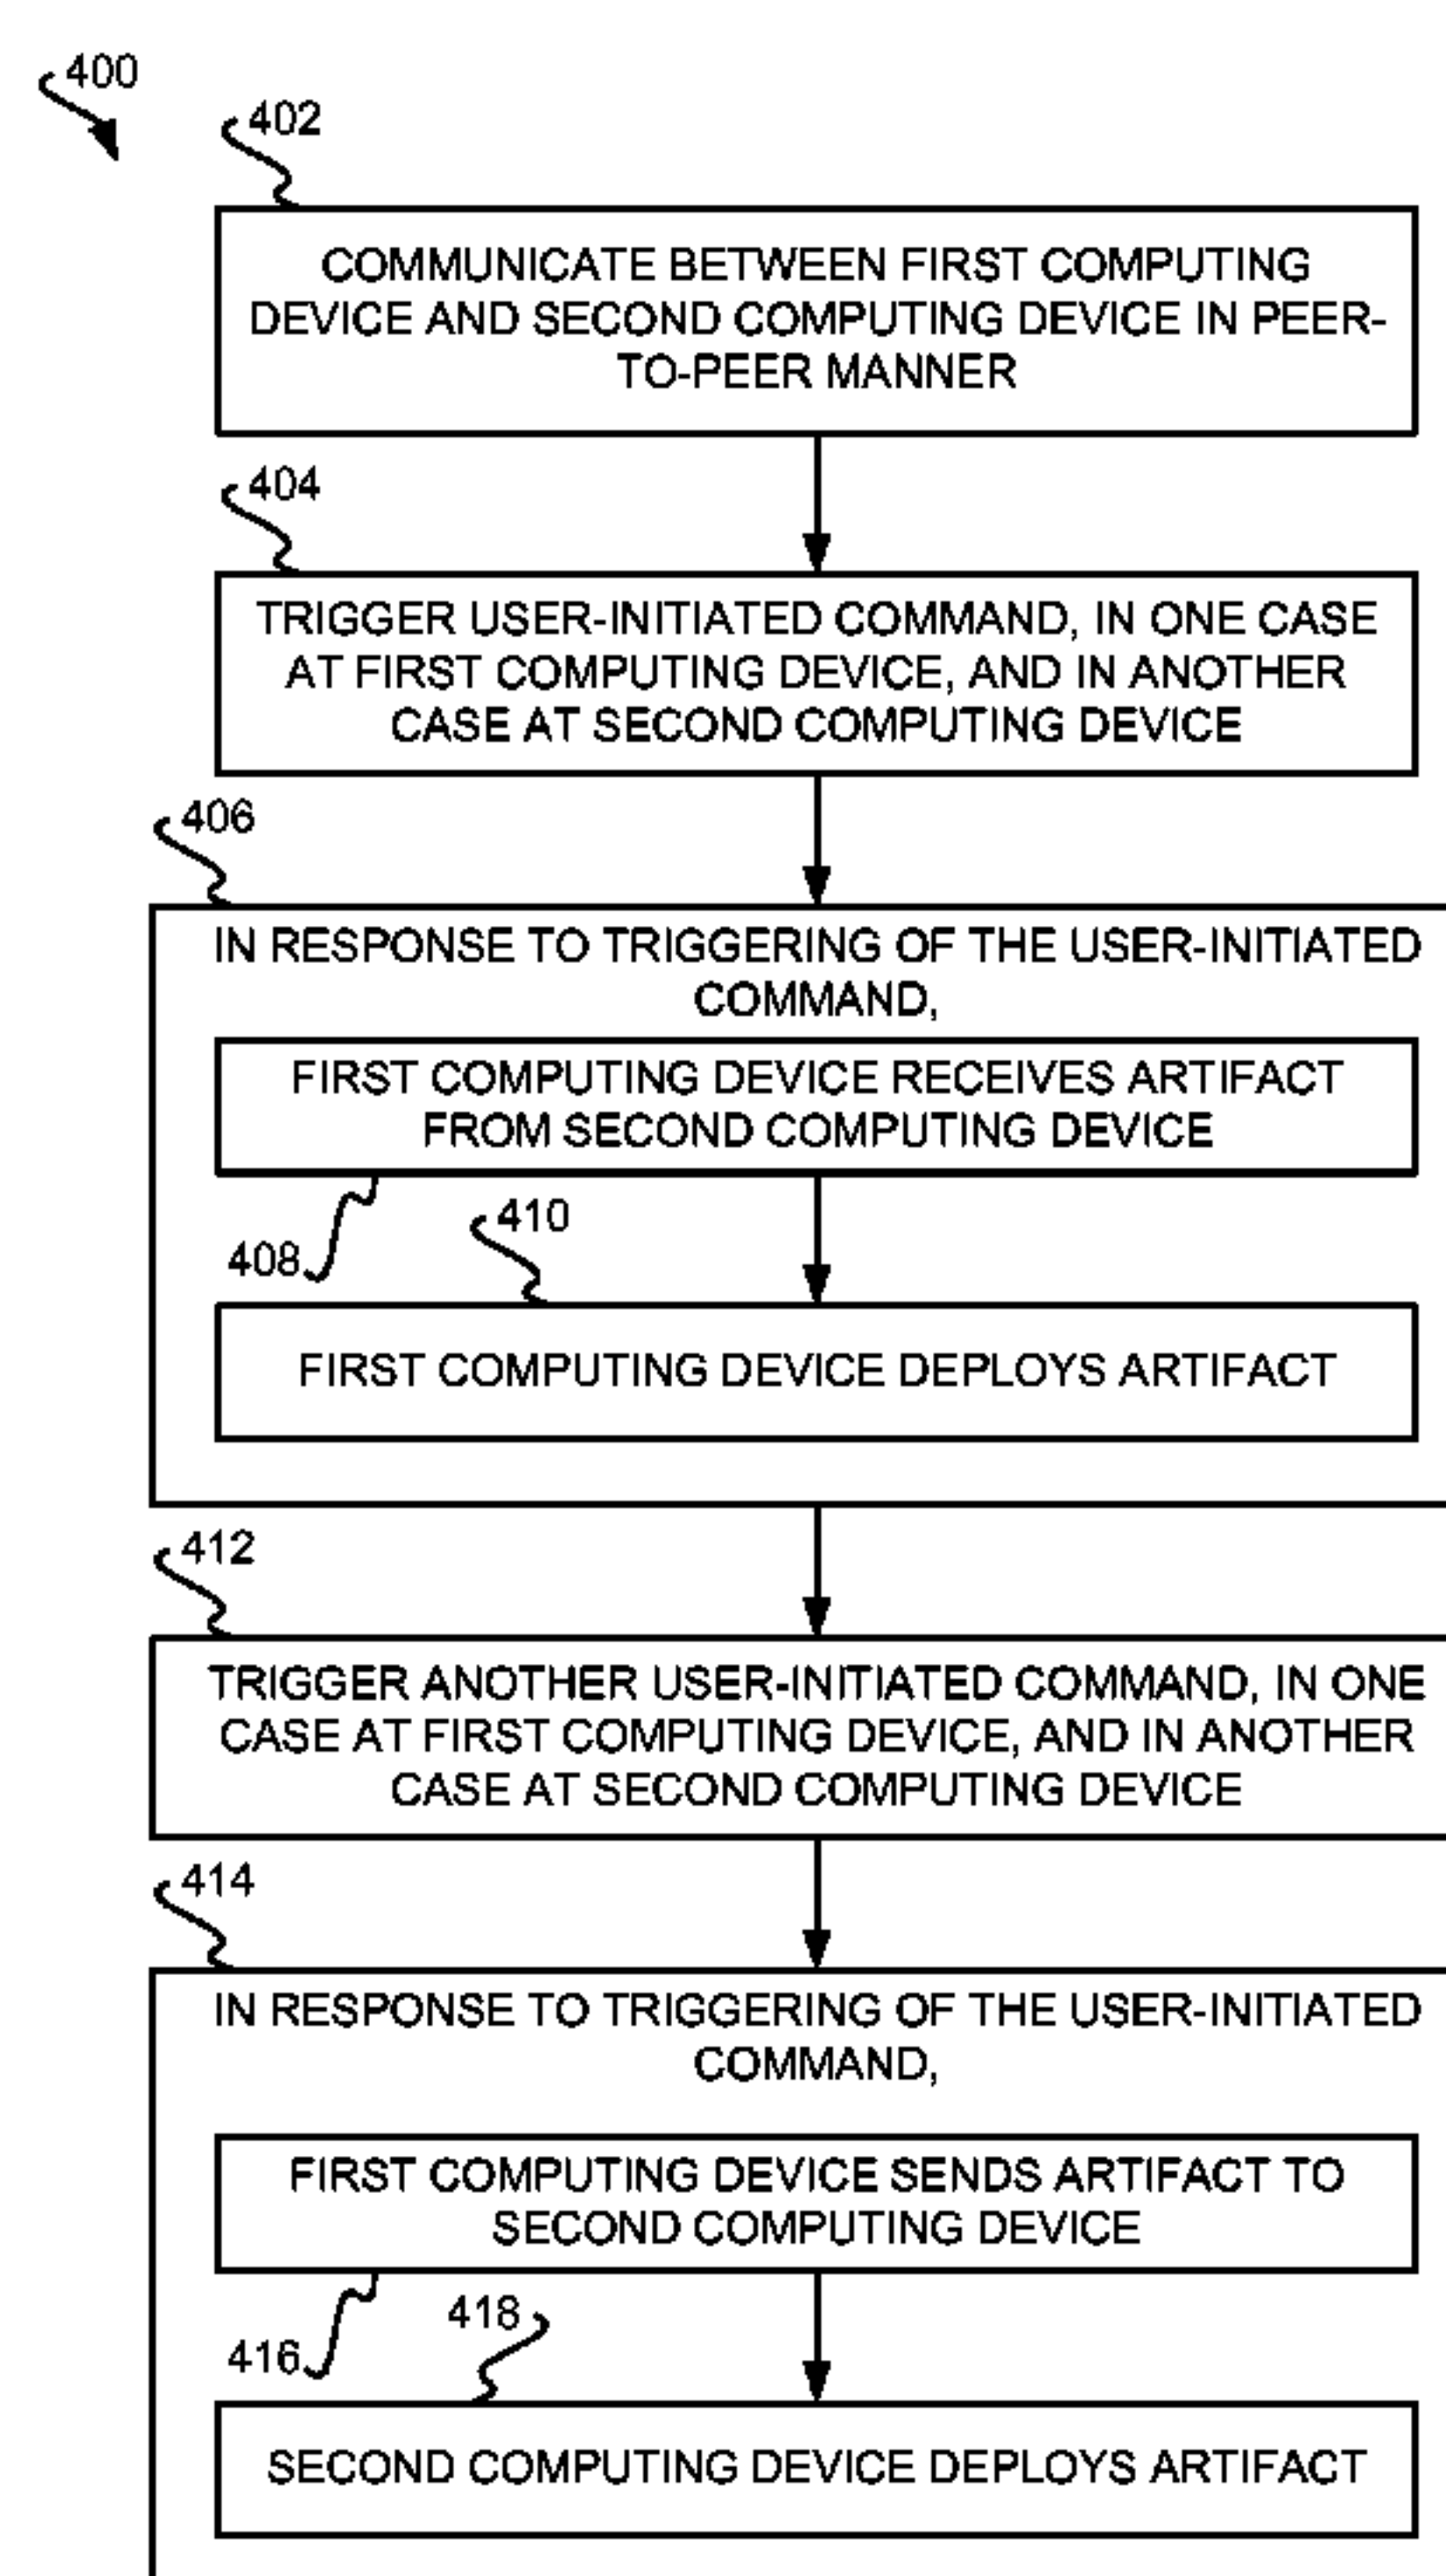 400
402
COMMUNICATE BETWEEN FIRST COMPUTING
DEVICE AND SECOND COMPUTING DEVICE IN PEER-
TO-PEER MANNER
404
TRIGGER USER-INITIATED COMMAND, IN ONE CASE
AT FIRST COMPUTING DEVICE, AND IN ANOTHER
CASE AT SECOND COMPUTING DEVICE
406
IN RESPONSE TO TRIGGERING OF THE USER-INITIATED
COMMAND,
FIRST COMPUTING DEVICE RECEIVES ARTIFACT
FROM SECOND COMPUTING DEVICE
408
410
FIRST COMPUTING DEVICE DEPLOYS ARTIFACT
412
TRIGGER ANOTHER USER-INITIATED COMMAND, IN ONE
CASE AT FIRST COMPUTING DEVICE, AND IN ANOTHER
CASE AT SECOND COMPUTING DEVICE
414
IN RESPONSE TO TRIGGERING OF THE USER-INITIATED
COMMAND,
FIRST COMPUTING DEVICE SENDS ARTIFACT TO
SECOND COMPUTING DEVICE
416
418
SECOND COMPUTING DEVICE DEPLOYS ARTIFACT